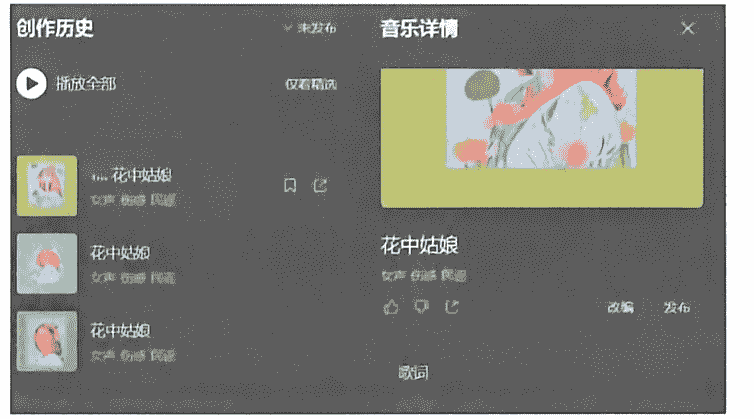 创作历史
未发布
播放全部
仅看精选
花中姑娘
女声 伤感 民谣
花中姑娘
女声 伤感 民谣
花中姑娘
女声 伤感 民谣
音乐详情
花中姑娘
女声 伤感 民谣
改编 发布
歌词